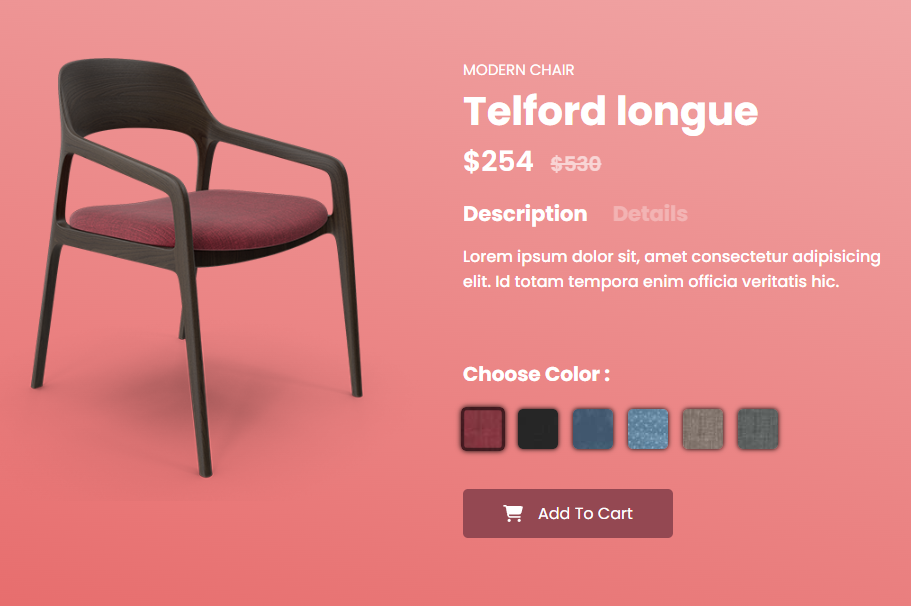 MODERN CHAIR
Telford longue
$254 $530
Description Details
Lorem ipsum dolor sit, amet consectetur adipisicing
elit. Id totam tempora enim officia veritatis hic.
Choose Color :
Add To Cart